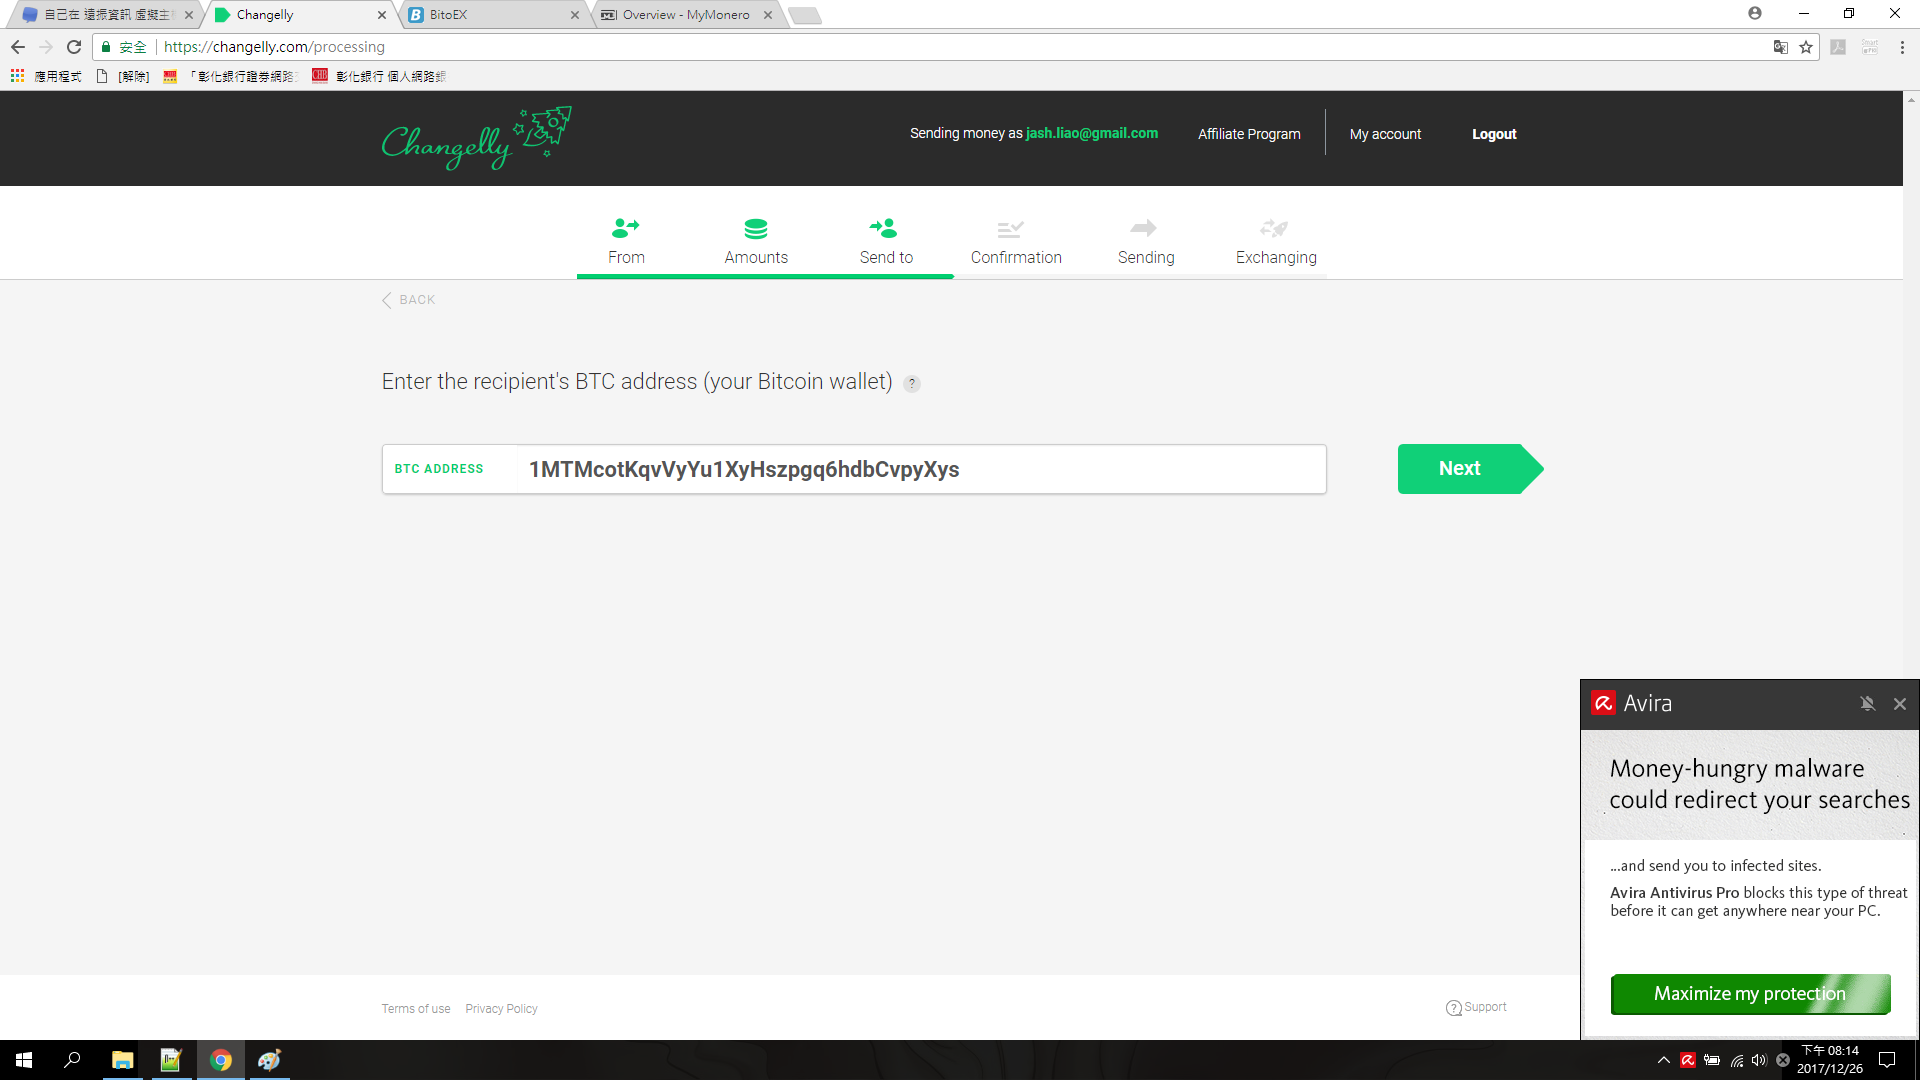 自己在 遠振資訊 虛擬主
Changelly
BitoEX
Overview - MyMonero
安全
https://changelly.com/processing
應用程式
[解除]
「彰化銀行證券網路
彰化銀行 個人網路銀
Changelly
Sending money as jash.liao@gmail.com
Affiliate Program
My account
Logout
From
Amounts
Send to
Confirmation
Sending
Exchanging
BACK
Enter the recipient's BTC address (your Bitcoin wallet) ?
BTC ADDRESS
1MTMcotKqvVyYu1XyHszpgq6hdbCvpyXys
Next
Avira
Money-hungry malware
could redirect your searches
...and send you to infected sites.
Avira Antivirus Pro blocks this type of threat
before it can get anywhere near your PC.
Maximize my protection
Terms of use
Privacy Policy
Support
下午 08:14
2017/12/26